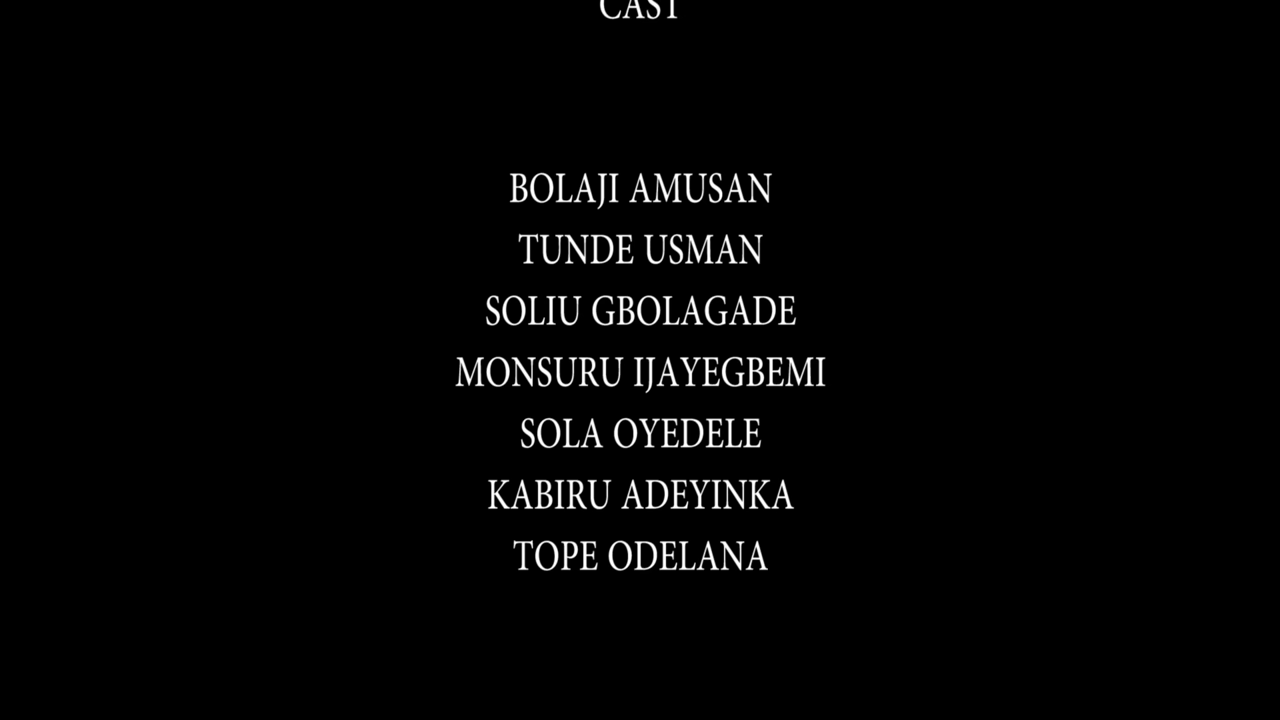 CAST
BOLAJI AMUSAN
TUNDE USMAN
SOLIU GBOLAGADE
MONSURU IJAYEGBEMI
SOLA OYEDELE
KABIRU ADEYINKA
TOPE ODELANA